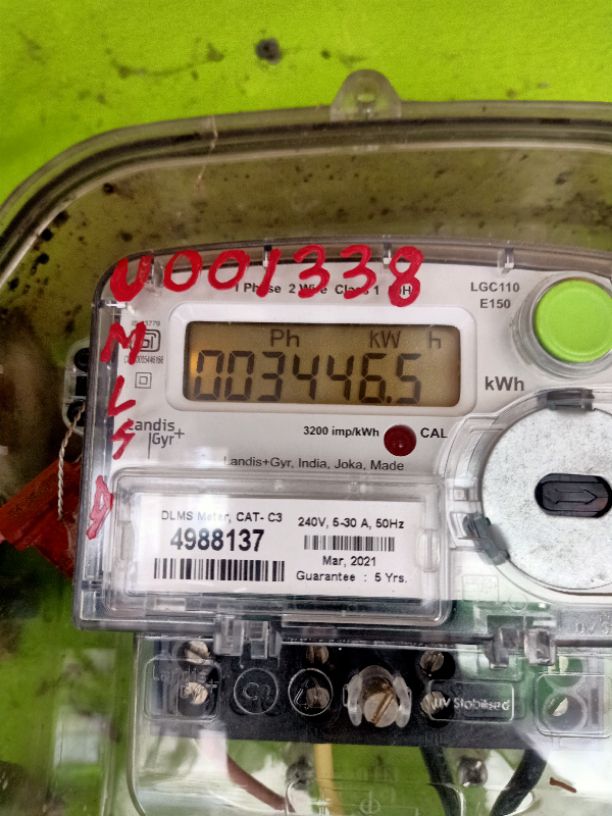 U001338
M
L
S
A
1 Phase 2 Wire Class 1
LGC110
E150
Ph kW h
003446.5
kWh
Landis
Gyr+
3200 imp/kWh CAL
Landis+Gyr, India, Joka, Made
DLMS Meter, CAT- C3
4988137
240V, 5-30 A, 50Hz
Mar, 2021
Guarantee : 5 Yrs.
Landis+
UV Stabilised